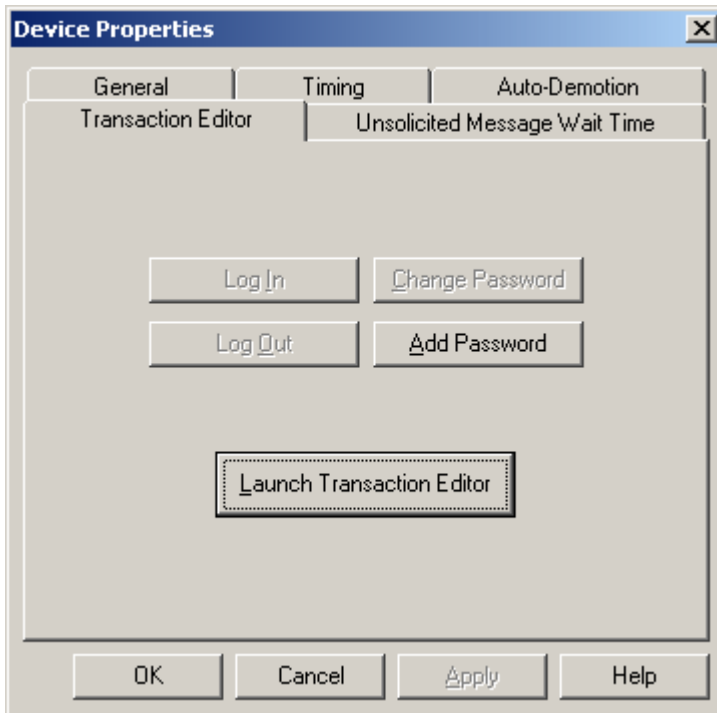 Device Properties
General Timing Auto-Demotion
Transaction Editor Unsolicited Message Wait Time
Log In Change Password
Log Out Add Password
Launch Transaction Editor
OK Cancel Apply Help